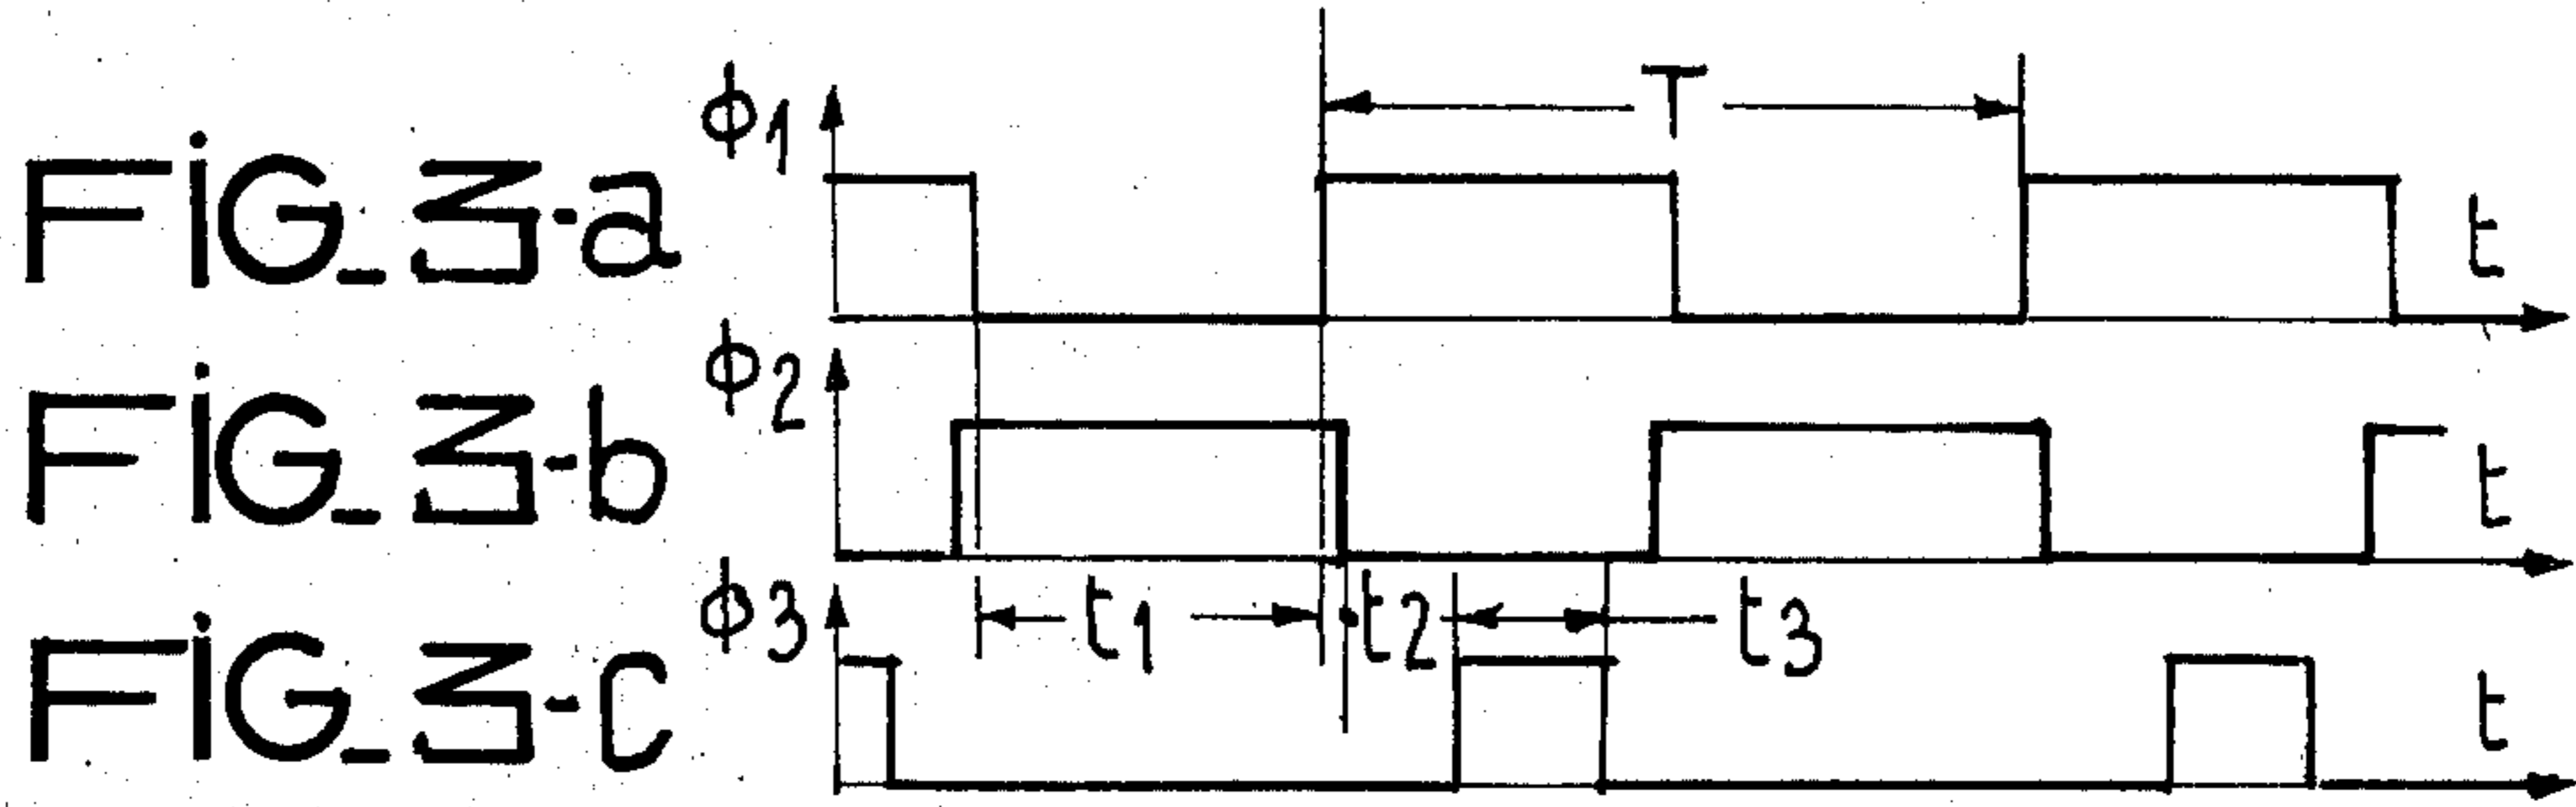 T
FIG_3-a ϕ1 t
FIG_3-b ϕ2 t
t1 t2 t3
FIG_3-c ϕ3 t